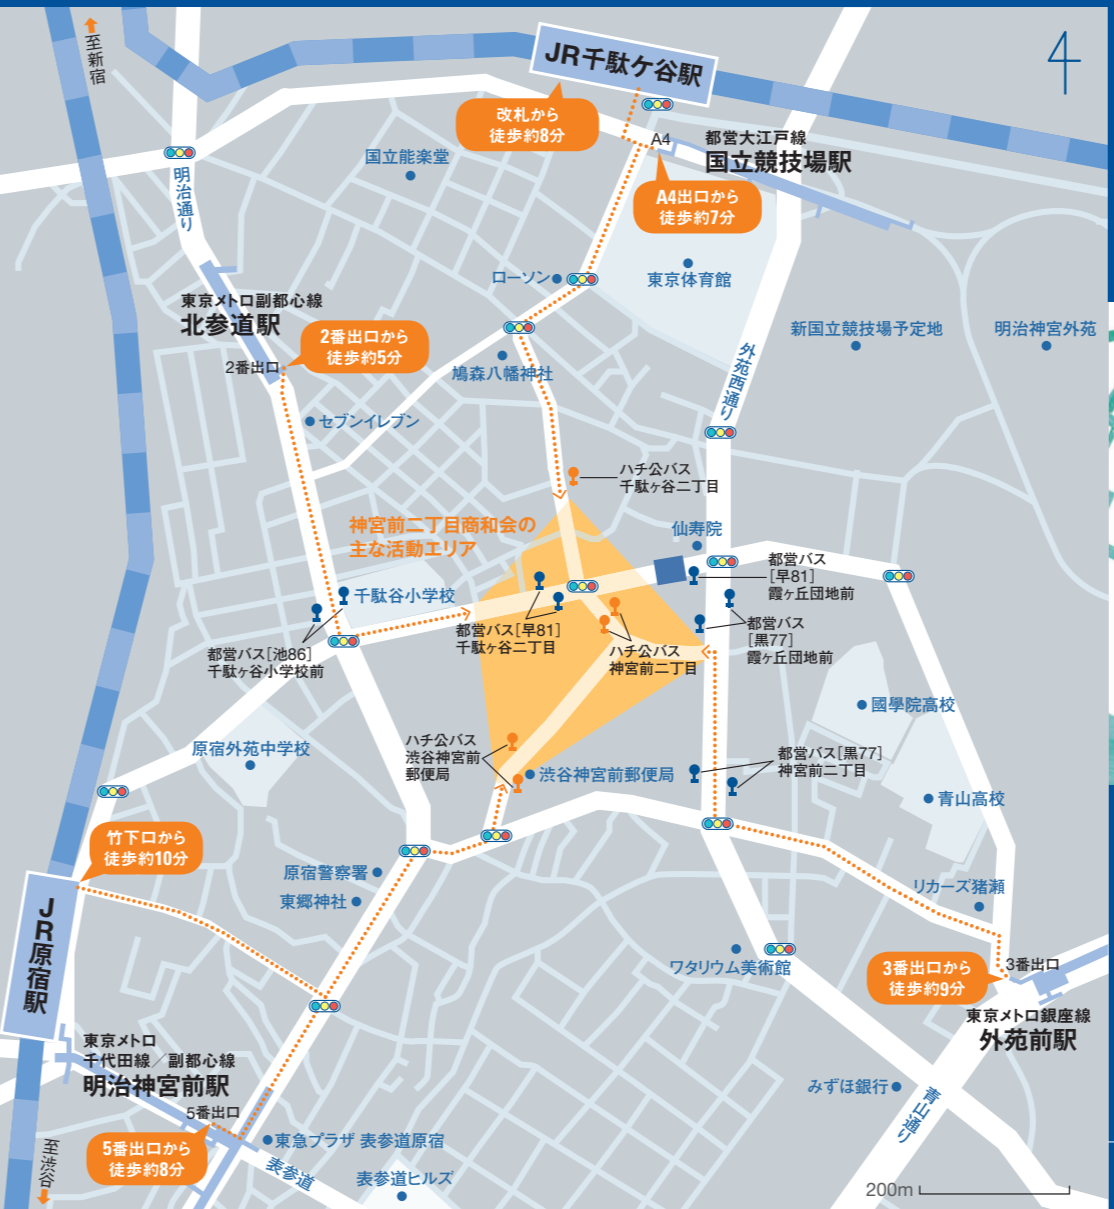 至新宿
JR千駄ケ谷駅
改札から
徒歩約8分
A4
都営大江戸線
国立競技場駅
A4出口から
徒歩約7分
国立能楽堂
明治通り
ローソン
東京体育館
東京メトロ副都心線
北参道駅
2番出口から
徒歩約5分
2番出口
新国立競技場予定地
明治神宮外苑
外苑西通り
鳩森八幡神社
セブンイレブン
ハチ公バス
千駄ヶ谷二丁目
神宮前二丁目商和会の
主な活動エリア
仙寿院
都営バス
[早81]
霞ヶ丘団地前
千駄谷小学校
都営バス[早81]
千駄ヶ谷二丁目
都営バス
[黒77]
霞ヶ丘団地前
都営バス[池86]
千駄ヶ谷小学校前
ハチ公バス
神宮前二丁目
國學院高校
原宿外苑中学校
ハチ公バス
渋谷神宮前
郵便局
渋谷神宮前郵便局
都営バス[黒77]
神宮前二丁目
青山高校
竹下口から
徒歩約10分
原宿警察署
東郷神社
リカーズ猪瀬
JR原宿駅
ワタリウム美術館
3番出口から
徒歩約9分
3番出口
東京メトロ銀座線
外苑前駅
東京メトロ
千代田線／副都心線
明治神宮前駅
5番出口
みずほ銀行
青山通り
5番出口から
徒歩約8分
至渋谷
東急プラザ 表参道原宿
表参道
表参道ヒルズ
200m